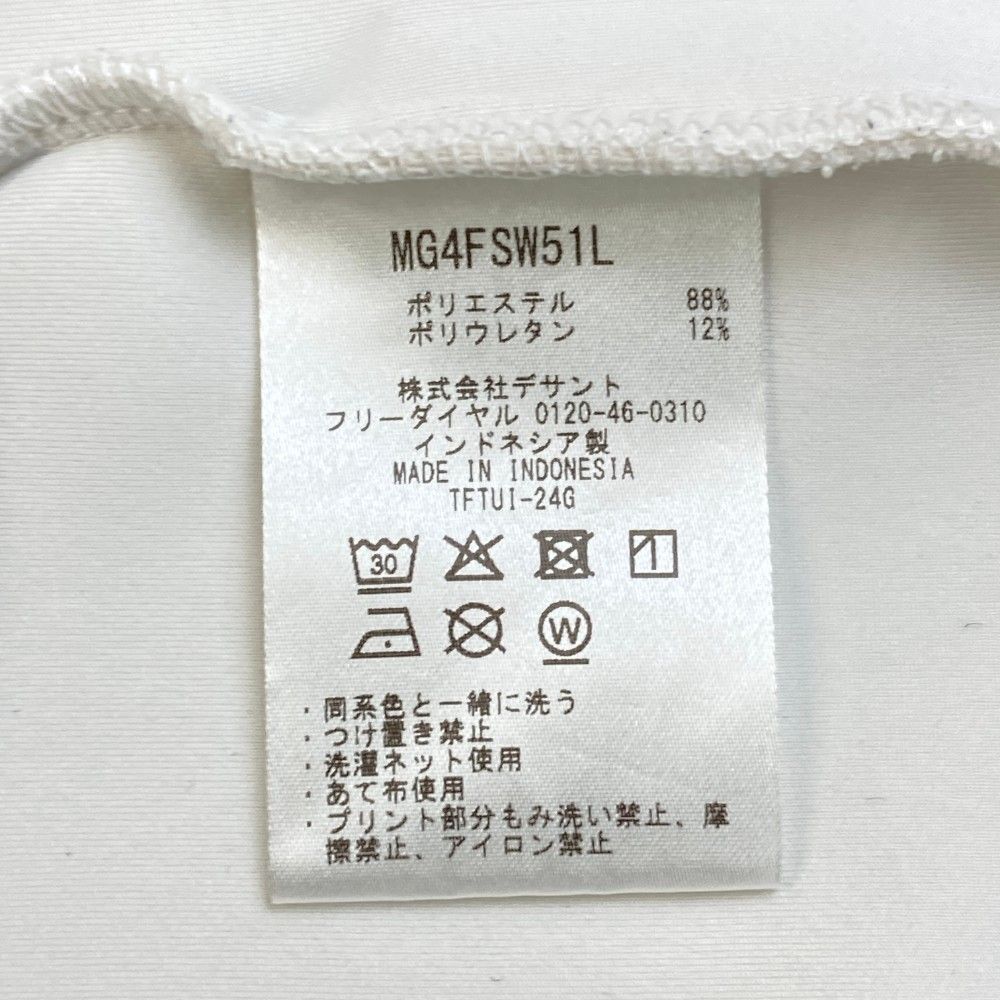 MG4FSW51L
ポリエステル 88%
ポリウレタン 12%
株式会社デサント
フリーダイヤル 0120-46-0310
インドネシア製
MADE IN INDONESIA
TFTUI-24G
30 1
W
・同系色と一緒に洗う
・つけ置き禁止
・洗濯ネット使用
・あて布使用
・プリント部分もみ洗い禁止、摩
擦禁止、アイロン禁止